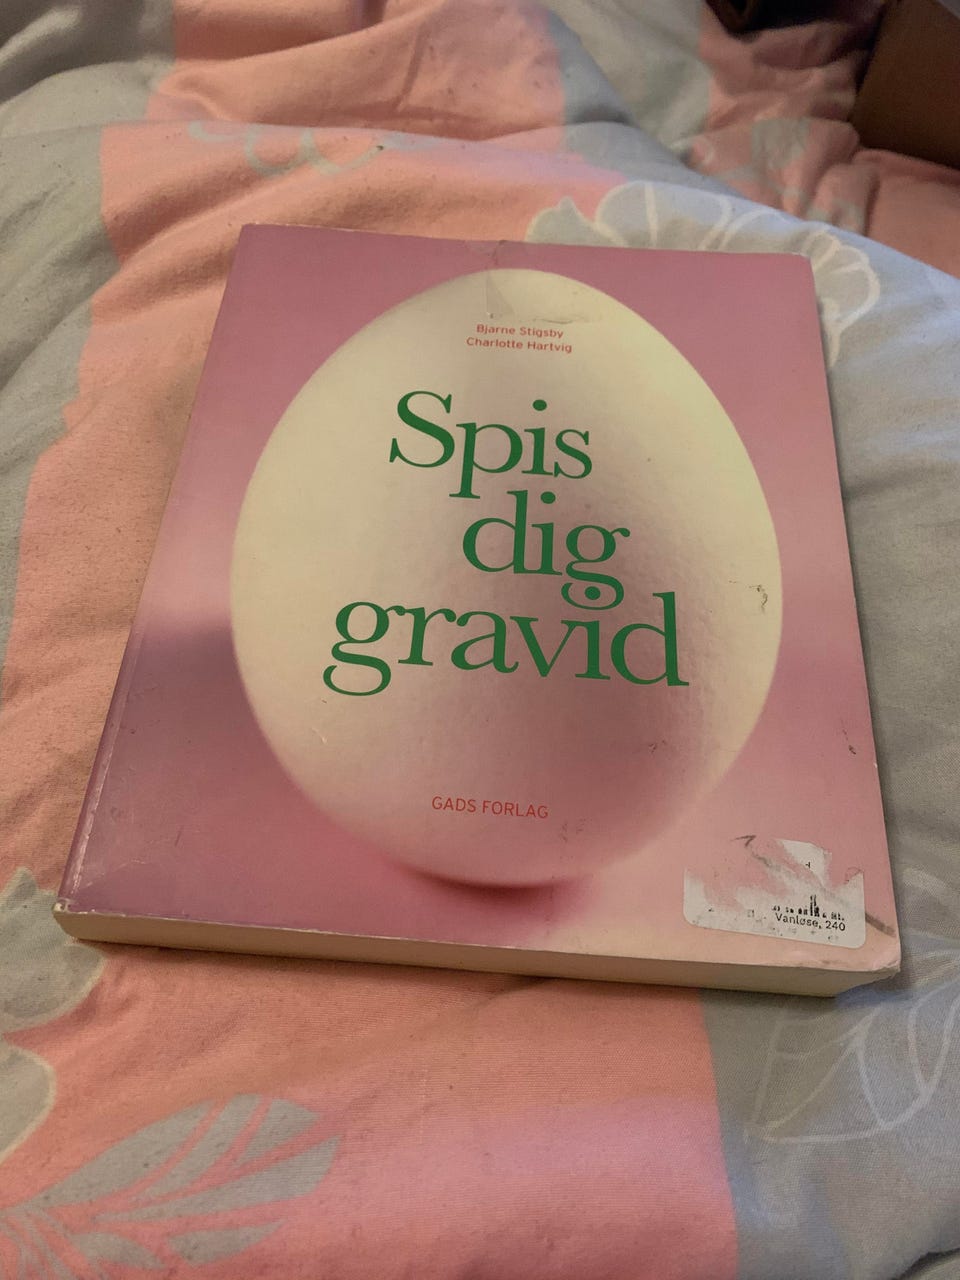 Bjarne Stigsby
Charlotte Hartvig
Spis
dig
gravid
GADS FORLAG
Vanløse, 240